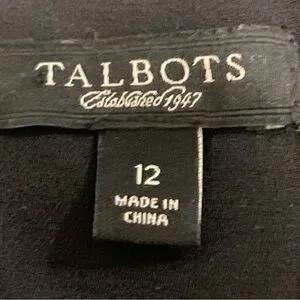 TALBOTS
Established 1947
12
MADE IN
CHINA